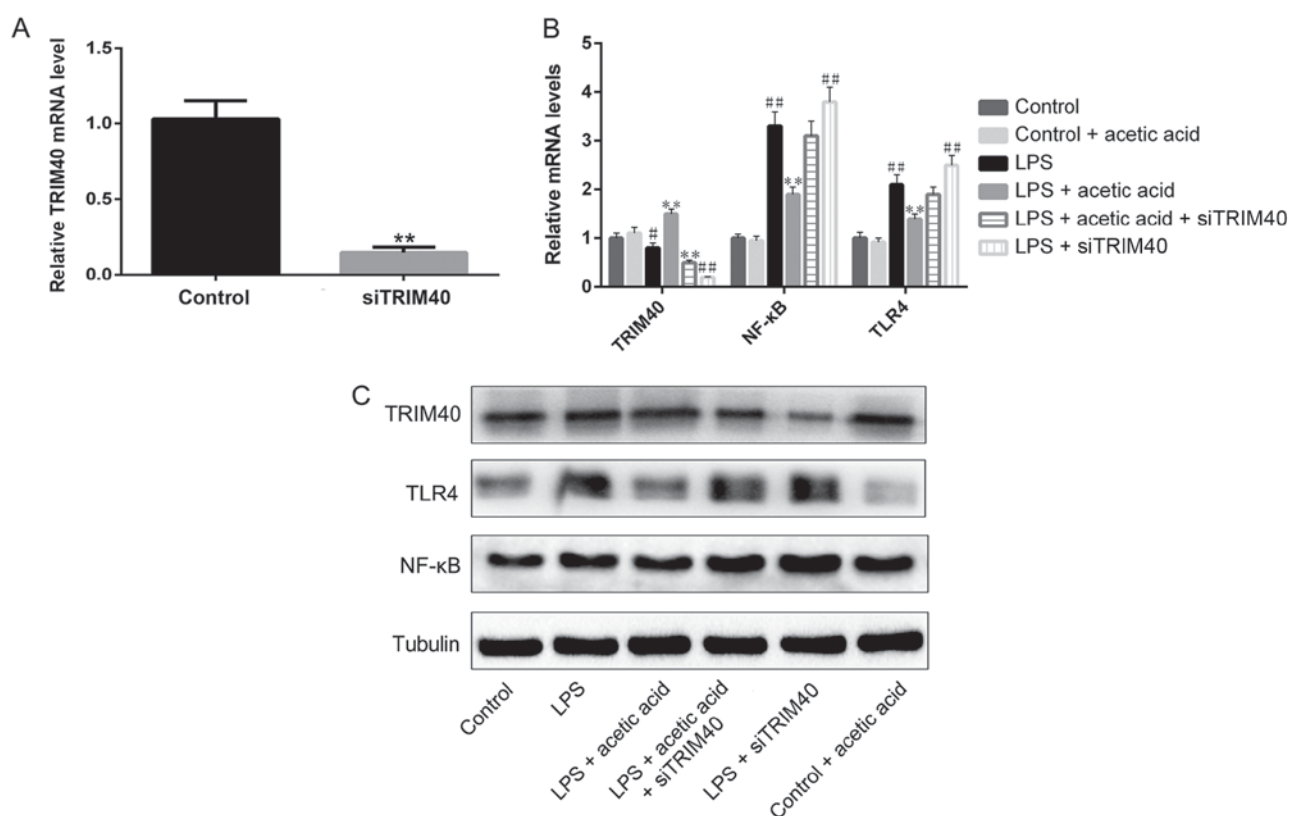 A
Relative TRIM40 mRNA level
1.5
1.0
0.5
0.0
**
Control
siTRIM40
B
Relative mRNA levels
5
4
3
2
1
0
#
**
**
##
##
**
##
##
**
##
TRIM40
NF-κB
TLR4
Control
Control + acetic acid
LPS
LPS + acetic acid
LPS + acetic acid + siTRIM40
LPS + siTRIM40
C
TRIM40
TLR4
NF-κB
Tubulin
Control
LPS
LPS + acetic acid
LPS + acetic acid
+ siTRIM40
LPS + siTRIM40
Control + acetic acid